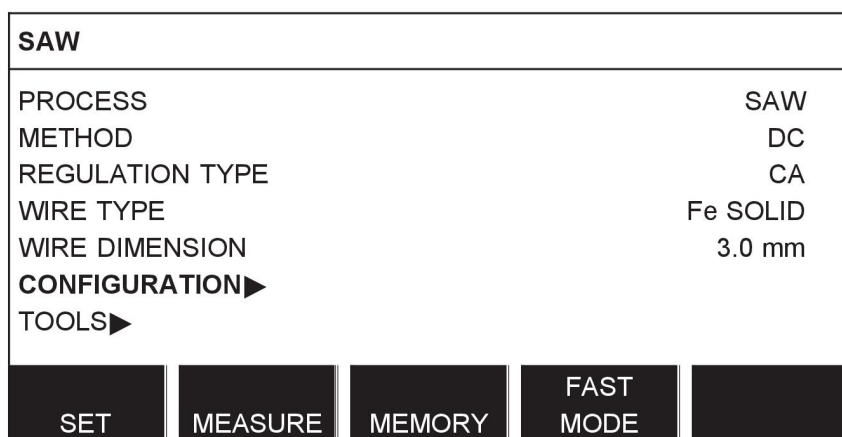 SAW
PROCESS SAW
METHOD DC
REGULATION TYPE CA
WIRE TYPE Fe SOLID
WIRE DIMENSION 3.0 mm
CONFIGURATION▶
TOOLS▶
SET MEASURE MEMORY FAST MODE